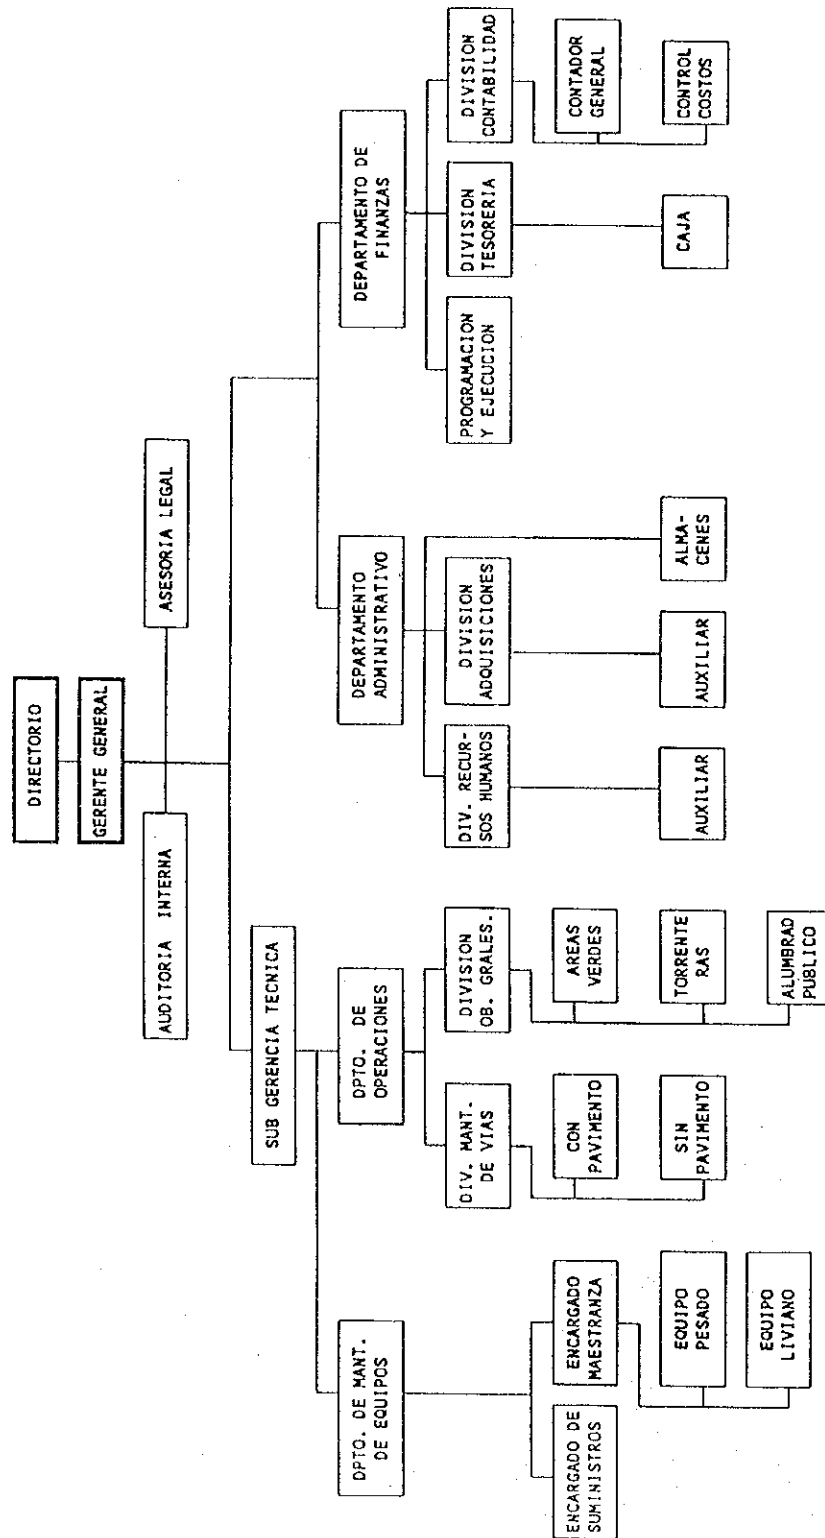 DIRECTORIO
GERENTE GENERAL
AUDITORIA INTERNA
ASESORIA LEGAL
SUB GERENCIA TECNICA
DPTO. DE MANT.
DE EQUIPOS
DPTO. DE
OPERACIONES
DEPARTAMENTO
ADMINISTRATIVO
DEPARTAMENTO DE
FINANZAS
DIV. MANT.
DE VIAS
DIVISION
OB. GRALES.
DIV. RECUR-
SOS HUMANOS
DIVISION
ADQUISICIONES
PROGRAMACION
Y EJECUCION
DIVISION
TESORERIA
DIVISION
CONTABILIDAD
ENCARGADO DE
SUMINISTROS
ENCARGADO
MAESTRANZA
CON
PAVIMENTO
AREAS
VERDES
CONTADOR
GENERAL
EQUIPO
PESADO
SIN
PAVIMENTO
TORRENTE
RAS
AUXILIAR
AUXILIAR
ALMA-
CENES
CAJA
CONTROL
COSTOS
EQUIPO
LIVIANO
ALUMBRAD
PUBLICO